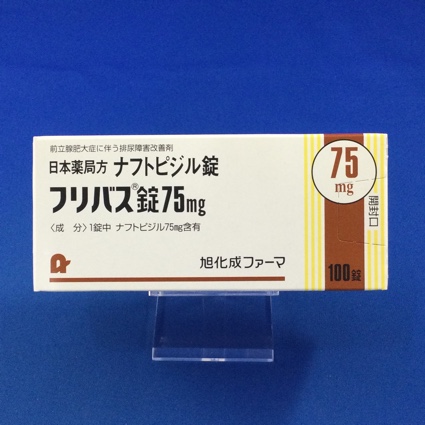 前立腺肥大症に伴う排尿障害改善剤
日本薬局方 ナフトピジル錠
フリバス®錠75mg
〈成 分〉1錠中 ナフトピジル75mg含有
旭化成ファーマ
75
mg
開封口
100錠